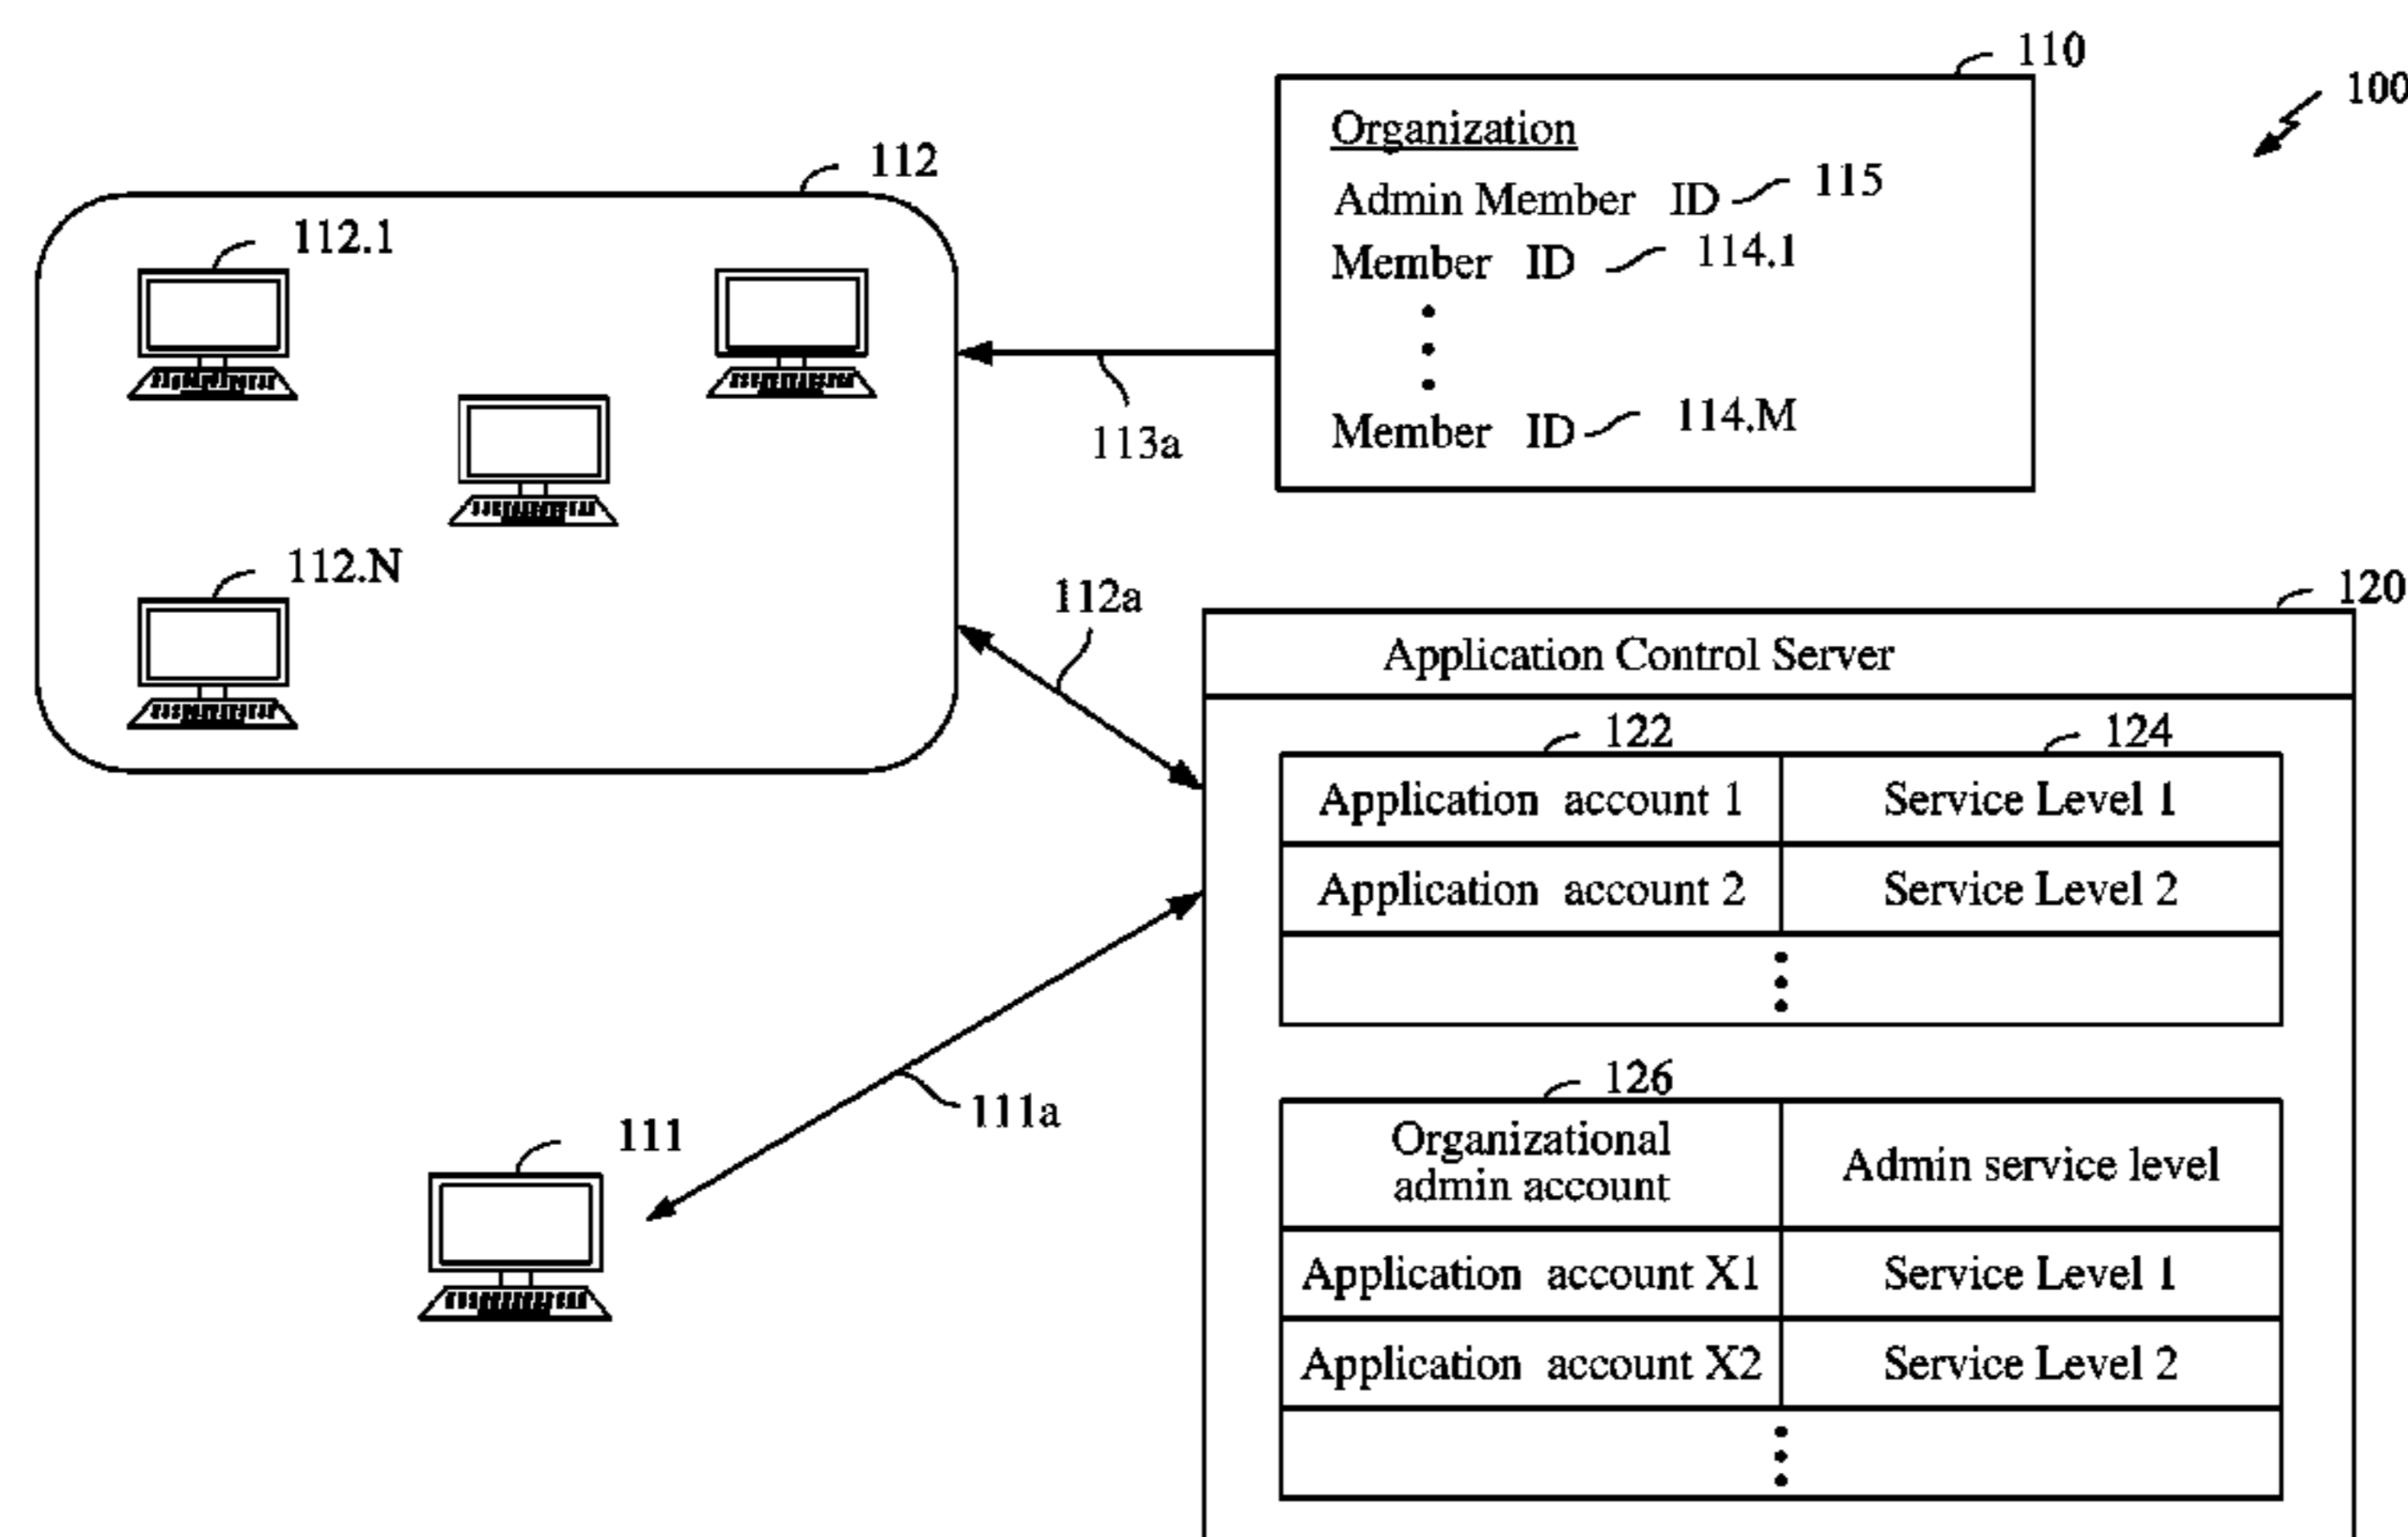 110
100
Organization
Admin Member ID 115
Member ID 114.1
Member ID 114.M
112
112.1
112.N
113a
112a
111a
111
120
Application Control Server
122 124
Application account 1 Service Level 1
Application account 2 Service Level 2
126
Organizational
admin account
Admin service level
Application account X1 Service Level 1
Application account X2 Service Level 2